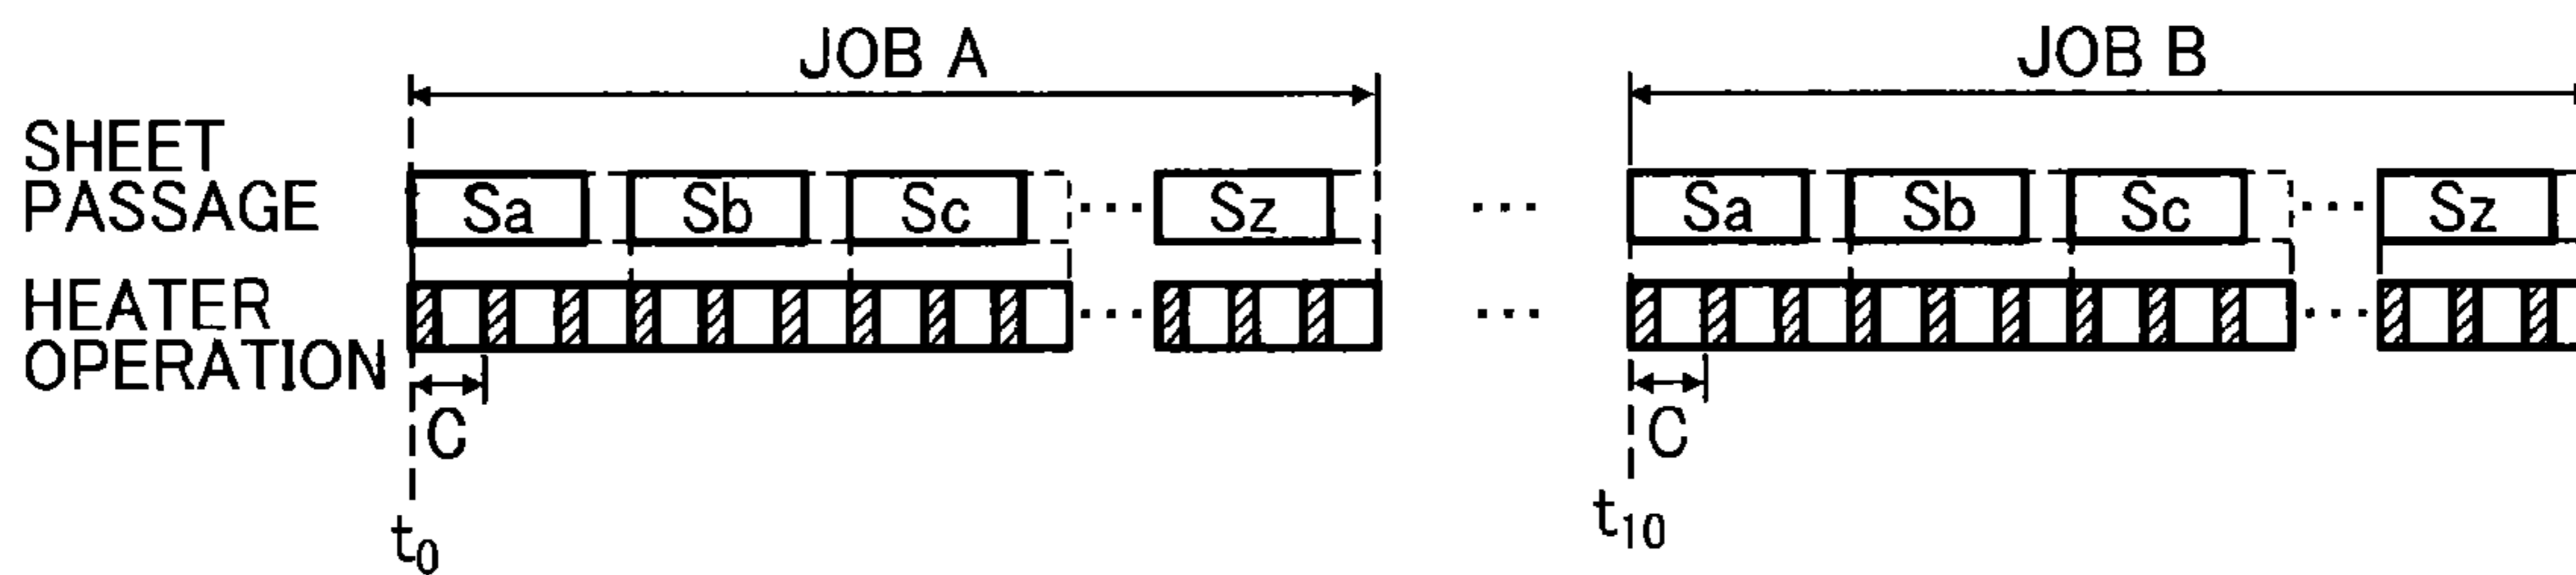 JOB A JOB B
SHEET
PASSAGE
Sa Sb Sc ... Sz ... Sa Sb Sc ... Sz
HEATER
OPERATION
... ... ...
C C
t0 t10